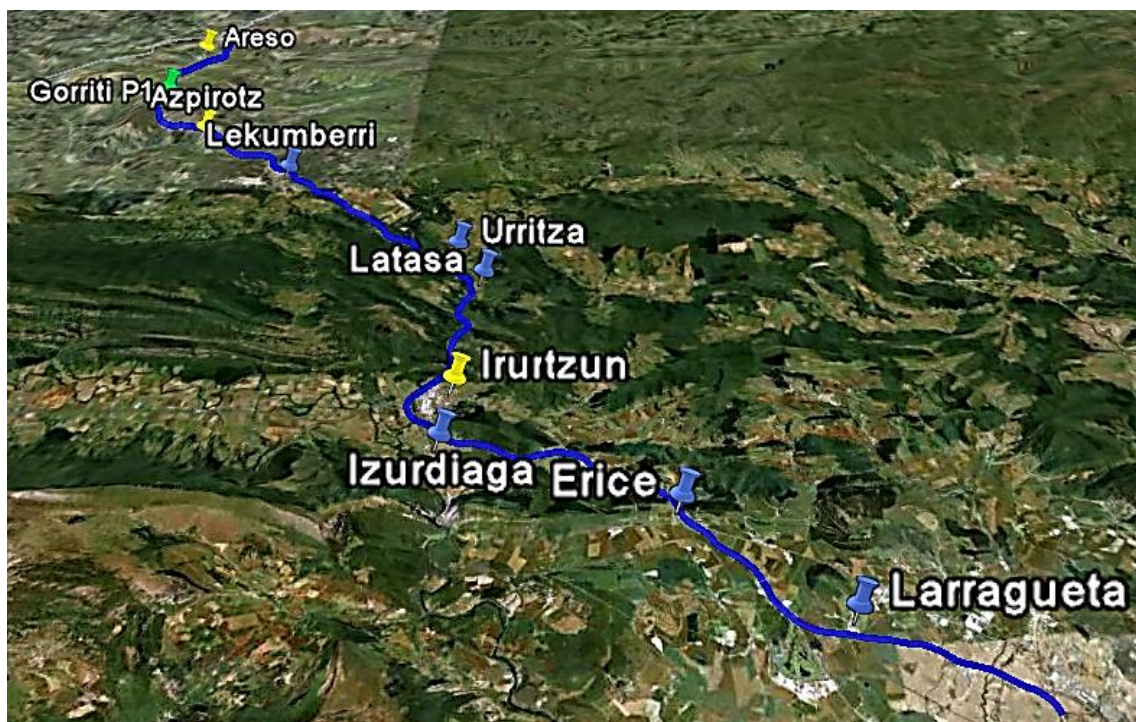 Areso
Gorriti P1
Azpirotz
Lekumberri
Urritza
Latasa
Irurtzun
Izurdiaga
Erice
Larragueta